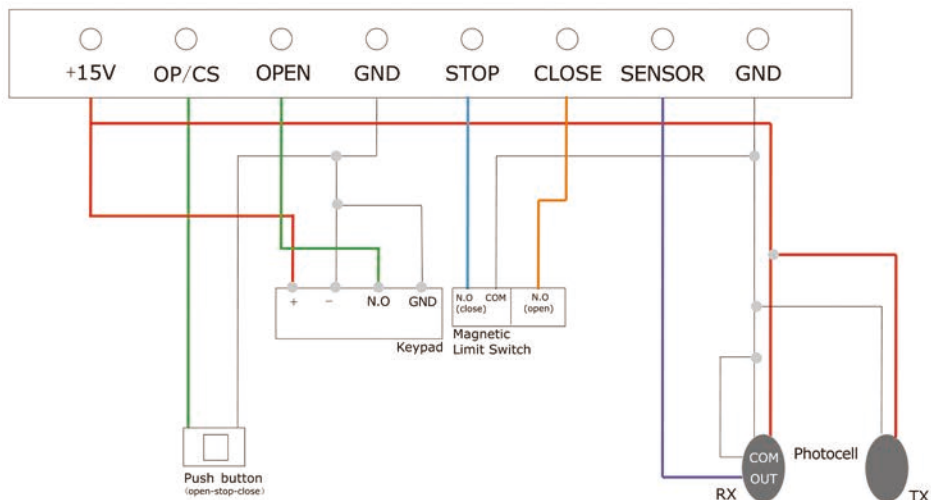 +15V OP/CS OPEN GND STOP CLOSE SENSOR GND
+ – N.O GND
Keypad
N.O COM N.O
(close) (open)
Magnetic
Limit Switch
Push button
(open-stop-close)
COM
OUT
Photocell
RX
TX